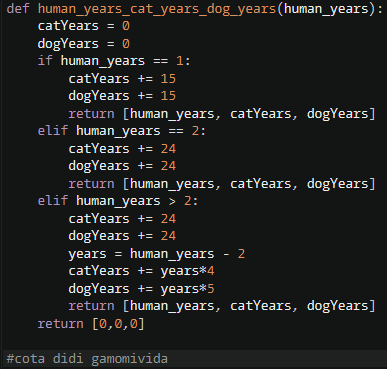 def human_years_cat_years_dog_years(human_years):
    catYears = 0
    dogYears = 0
    if human_years == 1:
        catYears += 15
        dogYears += 15
        return [human_years, catYears, dogYears]
    elif human_years == 2:
        catYears += 24
        dogYears += 24
        return [human_years, catYears, dogYears]
    elif human_years > 2:
        catYears += 24
        dogYears += 24
        years = human_years - 2
        catYears += years*4
        dogYears += years*5
        return [human_years, catYears, dogYears]
    return [0,0,0]

#cota didi gamomivida